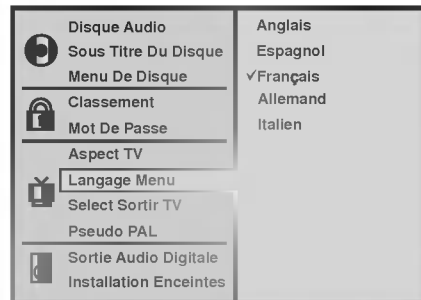 Disque Audio
Sous Titre Du Disque
Menu De Disque
Classement
Mot De Passe
Aspect TV
Langage Menu
Select Sortir TV
Pseudo PAL
Sortie Audio Digitale
Installation Enceintes
Anglais
Espagnol
✓Français
Allemand
Italien